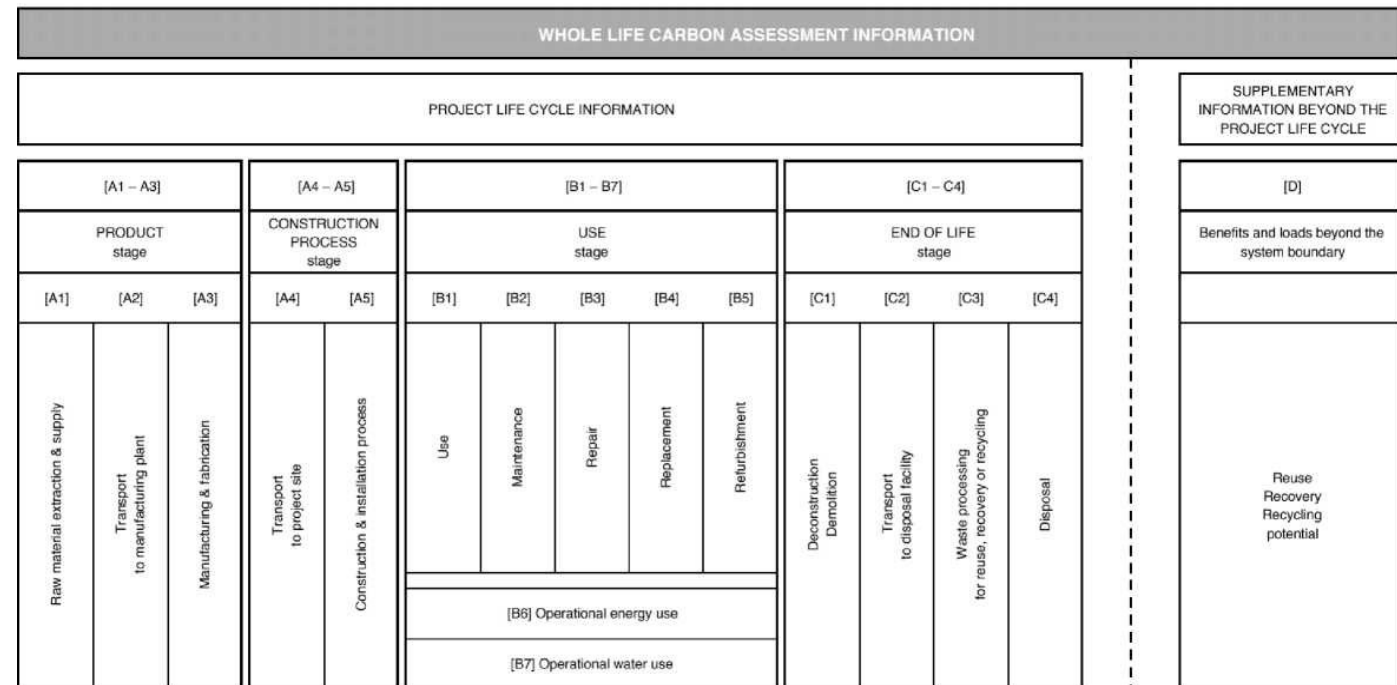 WHOLE LIFE CARBON ASSESSMENT INFORMATION
PROJECT LIFE CYCLE INFORMATION
SUPPLEMENTARY
INFORMATION BEYOND THE
PROJECT LIFE CYCLE
[A1 – A3]
[A4 – A5]
[B1 – B7]
[C1 – C4]
[D]
PRODUCT
stage
CONSTRUCTION
PROCESS
stage
USE
stage
END OF LIFE
stage
Benefits and loads beyond the
system boundary
[A1]
[A2]
[A3]
[A4]
[A5]
[B1]
[B2]
[B3]
[B4]
[B5]
[C1]
[C2]
[C3]
[C4]
Raw material extraction & supply
Transport
to manufacturing plant
Manufacturing & fabrication
Transport
to project site
Construction & installation process
Use
Maintenance
Repair
Replacement
Refurbishment
Deconstruction
Demolition
Transport
to disposal facility
Waste processing
for reuse, recovery or recycling
Disposal
Reuse
Recovery
Recycling
potential
[B6] Operational energy use
[B7] Operational water use